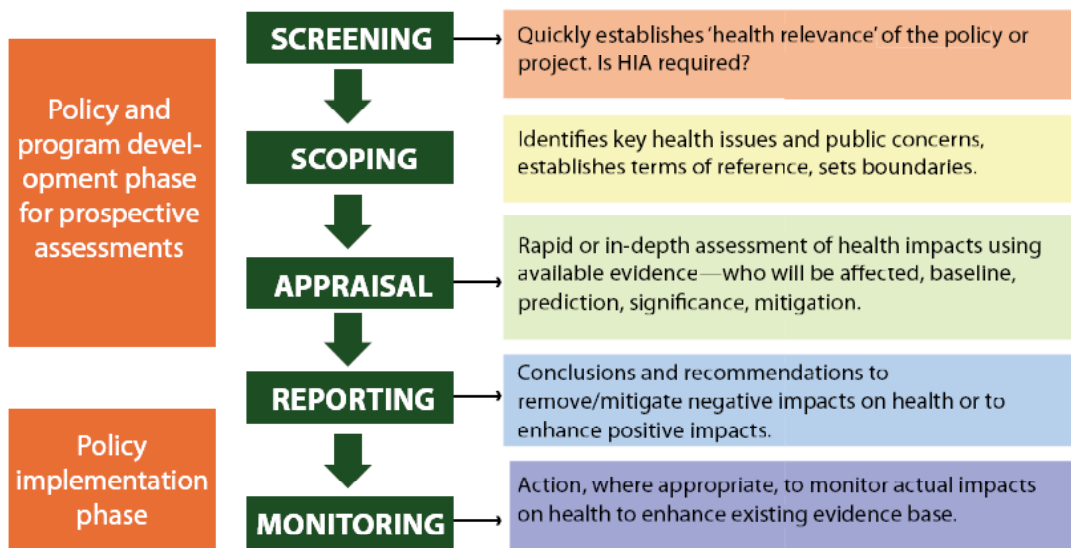 Policy and
program devel-
opment phase
for prospective
assessments
Policy
implementation
phase
SCREENING
Quickly establishes ‘health relevance’ of the policy or
project. Is HIA required?
SCOPING
Identifies key health issues and public concerns,
establishes terms of reference, sets boundaries.
APPRAISAL
Rapid or in-depth assessment of health impacts using
available evidence—who will be affected, baseline,
prediction, significance, mitigation.
REPORTING
Conclusions and recommendations to
remove/mitigate negative impacts on health or to
enhance positive impacts.
MONITORING
Action, where appropriate, to monitor actual impacts
on health to enhance existing evidence base.